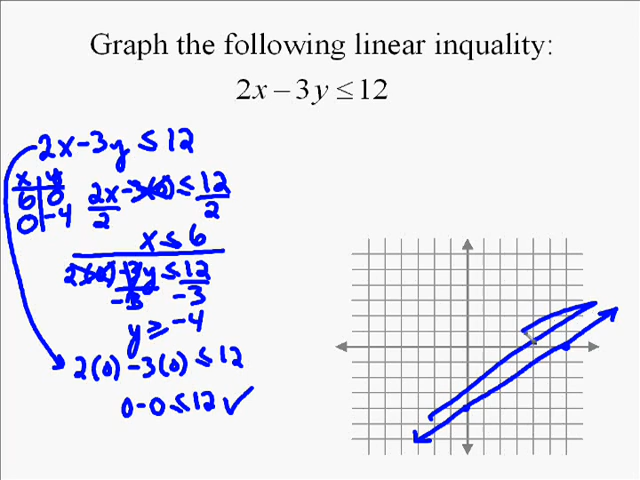 Graph the following linear inquality:
2x − 3y ≤ 12
2x - 3y ≤ 12
x y
6 0
0 -4
2x - 3(0) ≤ 12
2 2
x ≤ 6
2(0) - 3y ≤ 12
-3 -3
y ≥ -4
2(0) - 3(0) ≤ 12
0 - 0 ≤ 12 ✓